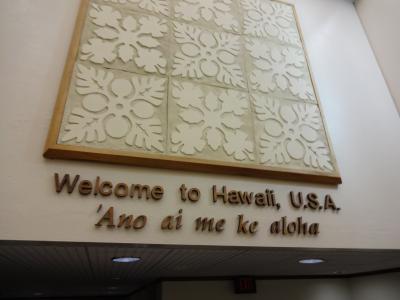 Welcome to Hawaii, U.S.A.
'Ano ai me ke aloha